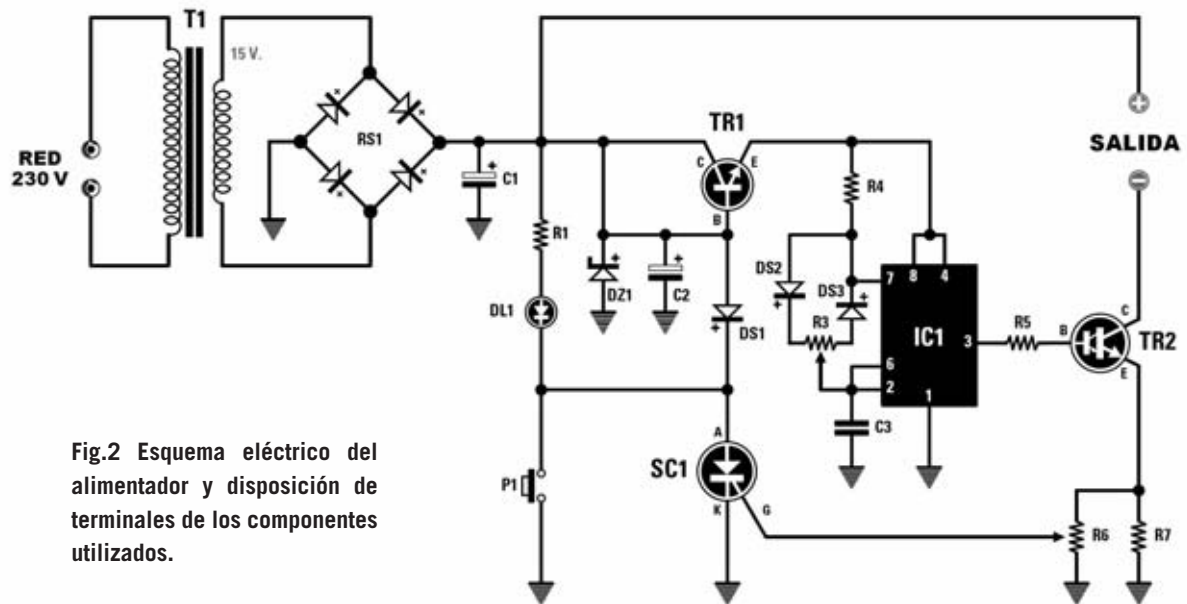 T1
15 V.
RED
230 V
RS1
C1
TR1
C
E
B
R4
SALIDA
R1
DZ1
C2
DS2
DS3
7
8
4
DL1
DS1
R3
IC1
3
R5
B
C
TR2
E
6
2
1
C3
Fig.2 Esquema eléctrico del
alimentador y disposición de
terminales de los componentes
utilizados.
P1
SC1
A
K
G
R6
R7